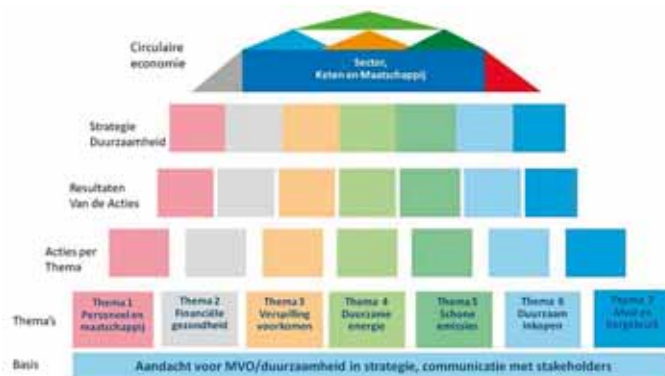 Circulaire
economie
Sector,
Keten en Maatschappij
Strategie
Duurzaamheid
Resultaten
Van de Acties
Acties per
Thema
Thema's
Thema 1
Personeel en
maatschappij
Thema 2
Financiële
gezondheid
Thema 3
Verspilling
voorkomen
Thema 4
Duurzame
energie
Thema 5
Schone
emissies
Thema 6
Duurzaam
inkopen
Thema 7
en
hergebruik
Basis
Aandacht voor MVO/duurzaamheid in strategie, communicatie met stakeholders